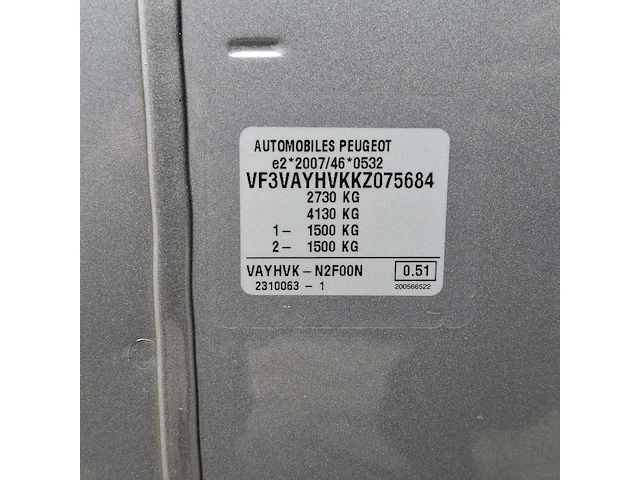 AUTOMOBILES PEUGEOT
e2*2007/46*0532
VF3VAYHVKKZ075684
2730 KG
4130 KG
1- 1500 KG
2- 1500 KG
VAYHVK-N2F00N 0.51
2310063 - 1 200566522